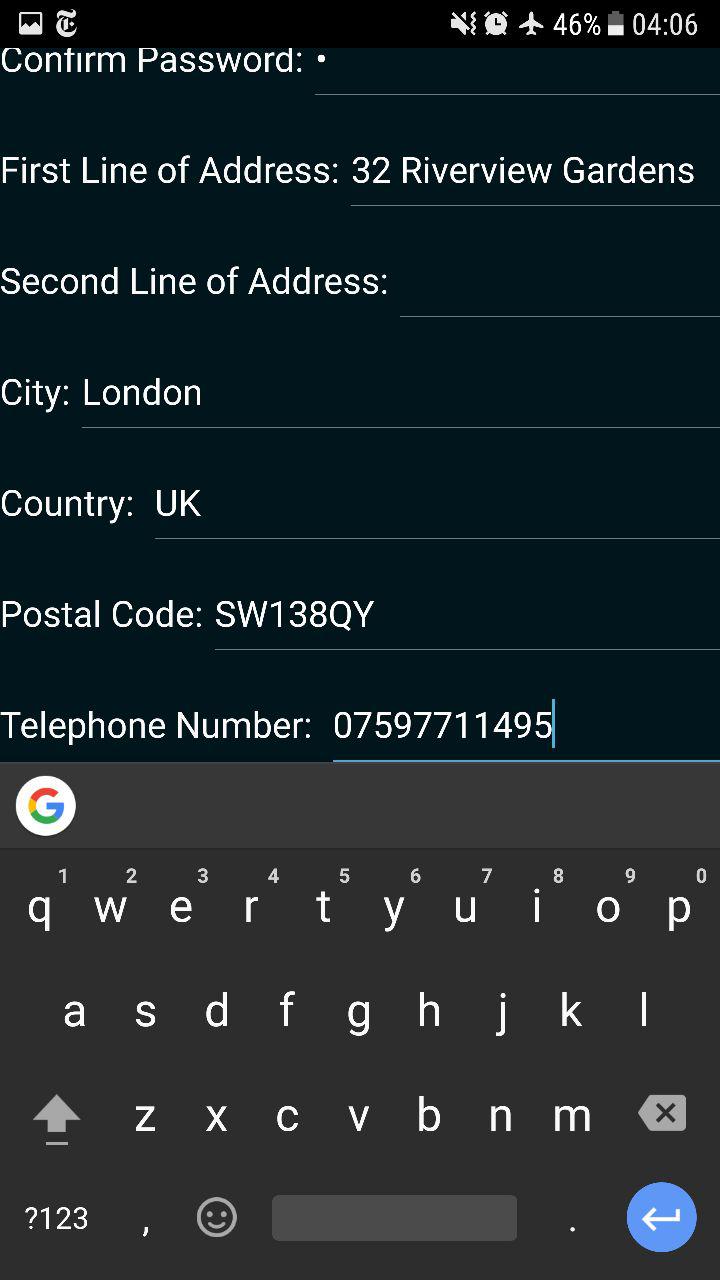 46% 04:06
Confirm Password: •
First Line of Address: 32 Riverview Gardens
Second Line of Address:
City: London
Country: UK
Postal Code: SW138QY
Telephone Number: 07597711495
G
1 2 3 4 5 6 7 8 9 0
q w e r t y u i o p
a s d f g h j k l
z x c v b n m
?123 , .